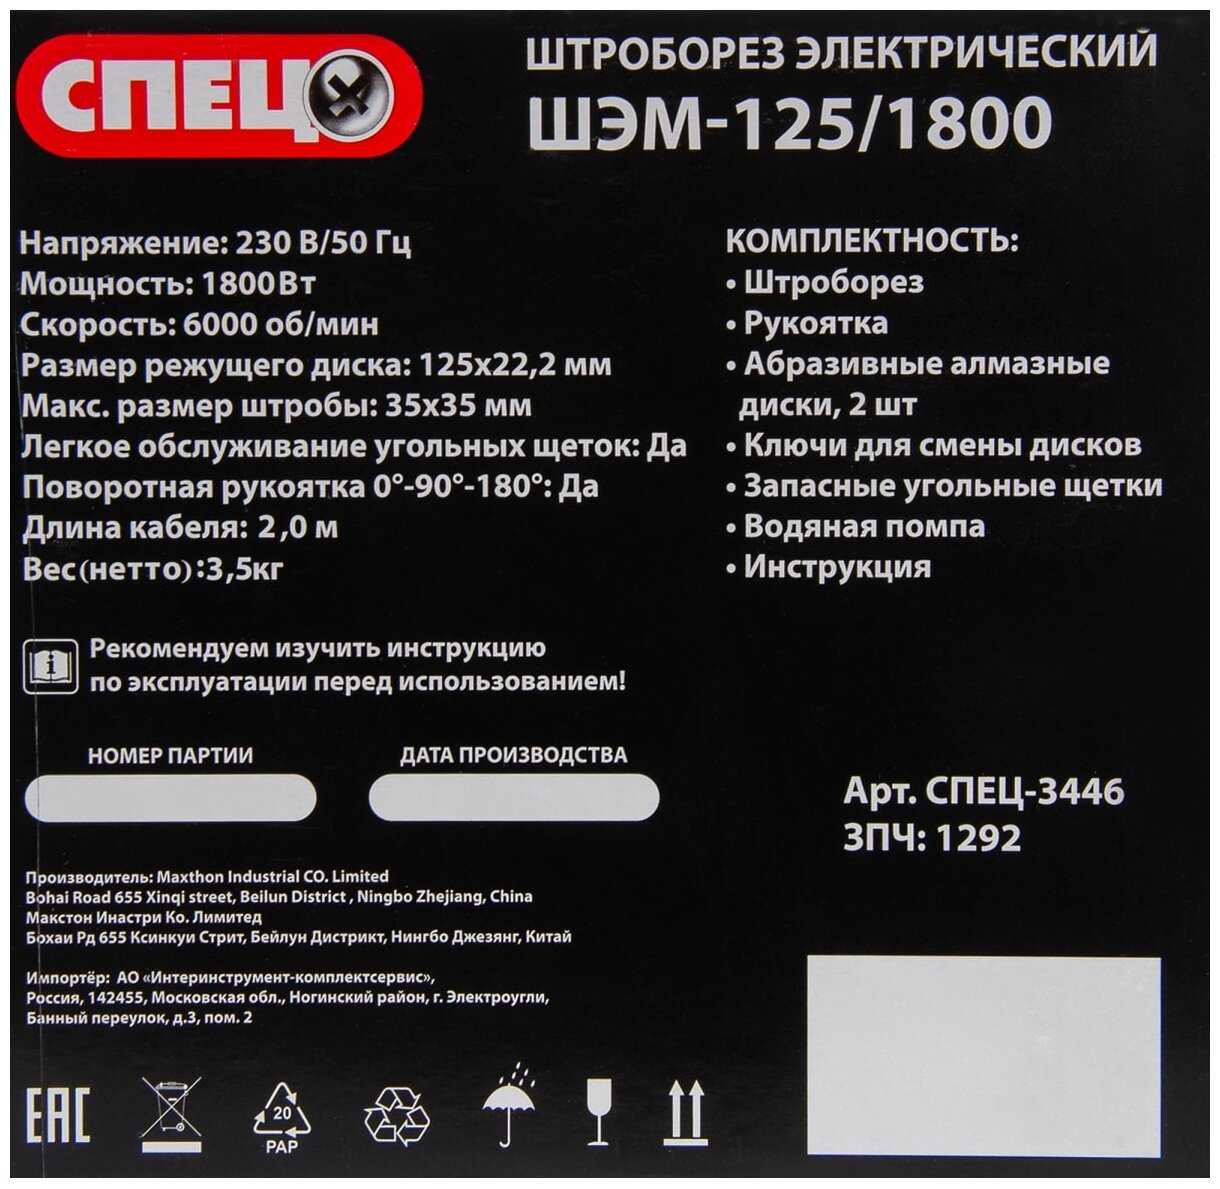 СПЕЦ
ШТРОБОРЕЗ ЭЛЕКТРИЧЕСКИЙ
ШЭМ-125/1800
Напряжение: 230 В/50 Гц
Мощность: 1800Вт
Скорость: 6000 об/мин
Размер режущего диска: 125х22,2 мм
Макс. размер штробы: 35х35 мм
Легкое обслуживание угольных щеток: Да
Поворотная рукоятка 0°-90°-180°: Да
Длина кабеля: 2,0 м
Вес(нетто):3,5кг
КОМПЛЕКТНОСТЬ:
• Штроборез
• Рукоятка
• Абразивные алмазные
диски, 2 шт
• Ключи для смены дисков
• Запасные угольные щетки
• Водяная помпа
• Инструкция
Рекомендуем изучить инструкцию
по эксплуатации перед использованием!
НОМЕР ПАРТИИ
ДАТА ПРОИЗВОДСТВА
Арт. СПЕЦ-3446
ЗПЧ: 1292
Производитель: Maxthon Industrial CO. Limited
Bohai Road 655 Xinqi street, Beilun District , Ningbo Zhejiang, China
Макстон Инастри Ко. Лимитед
Бохаи Рд 655 Ксинкуи Стрит, Бейлун Дистрикт, Нингбо Джезянг, Китай
Импортёр: АО «Интеринструмент-комплектсервис»,
Россия, 142455, Московская обл., Ногинский район, г. Электроугли,
Банный переулок, д.3, пом. 2
EAC
20
PAP